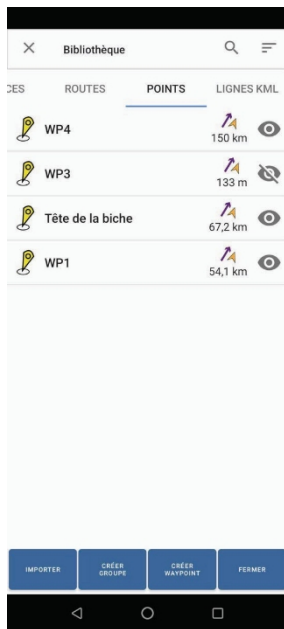 Bibliothèque
CES ROUTES POINTS LIGNES KML
WP4
150 km
WP3
133 m
Tête de la biche
67,2 km
WP1
54,1 km
IMPORTER
CRÉER
GROUPE
CRÉER
WAYPOINT
FERMER